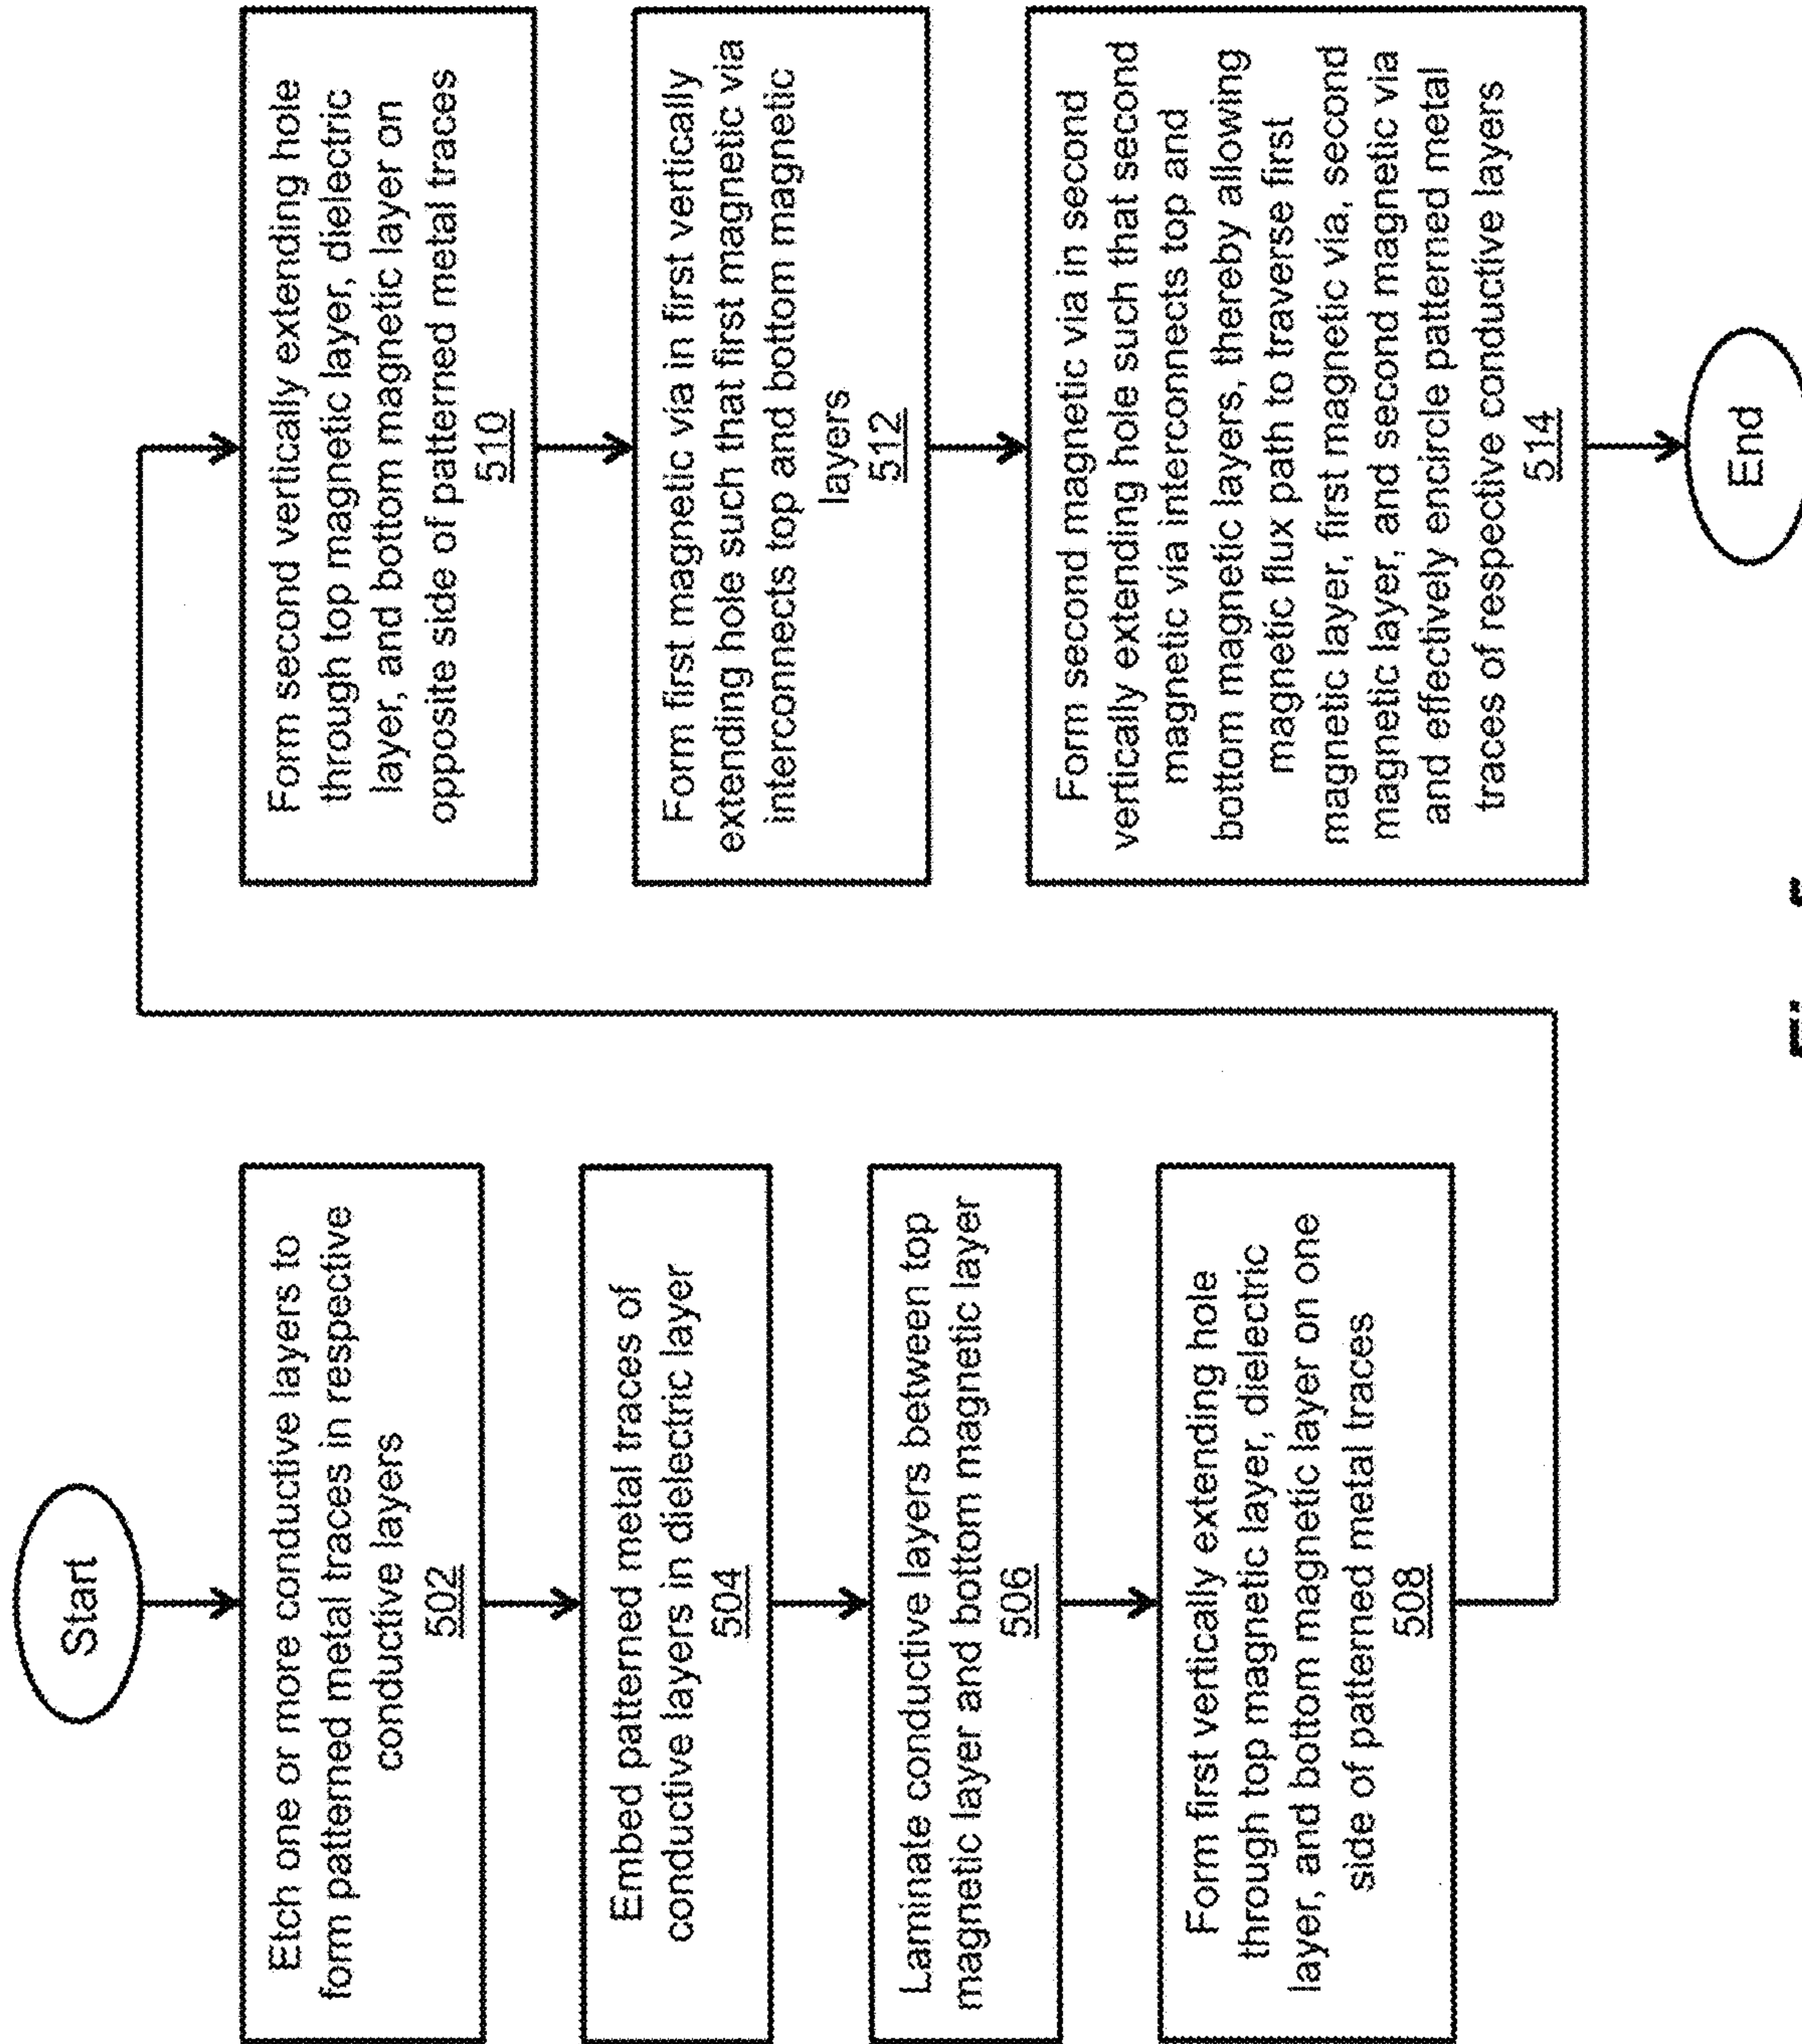 Start
Etch one or more conductive layers to
form patterned metal traces in respective
conductive layers
502
Embed patterned metal traces of
conductive layers in dielectric layer
504
Laminate conductive layers between top
magnetic layer and bottom magnetic layer
506
Form first vertically extending hole
through top magnetic layer, dielectric
layer, and bottom magnetic layer on one
side of patterned metal traces
508
Form second vertically extending hole
through top magnetic layer, dielectric
layer, and bottom magnetic layer on
opposite side of patterned metal traces
510
Form first magnetic via in first vertically
extending hole such that first magnetic via
interconnects top and bottom magnetic
layers
512
Form second magnetic via in second
vertically extending hole such that second
magnetic via interconnects top and
bottom magnetic layers, thereby allowing
magnetic flux path to traverse first
magnetic layer, first magnetic via, second
magnetic layer, and second magnetic via
and effectively encircle patterned metal
traces of respective conductive layers
514
End